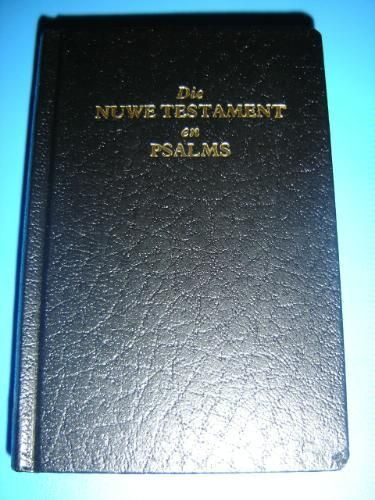 Die
NUWE TESTAMENT
en
PSALMS